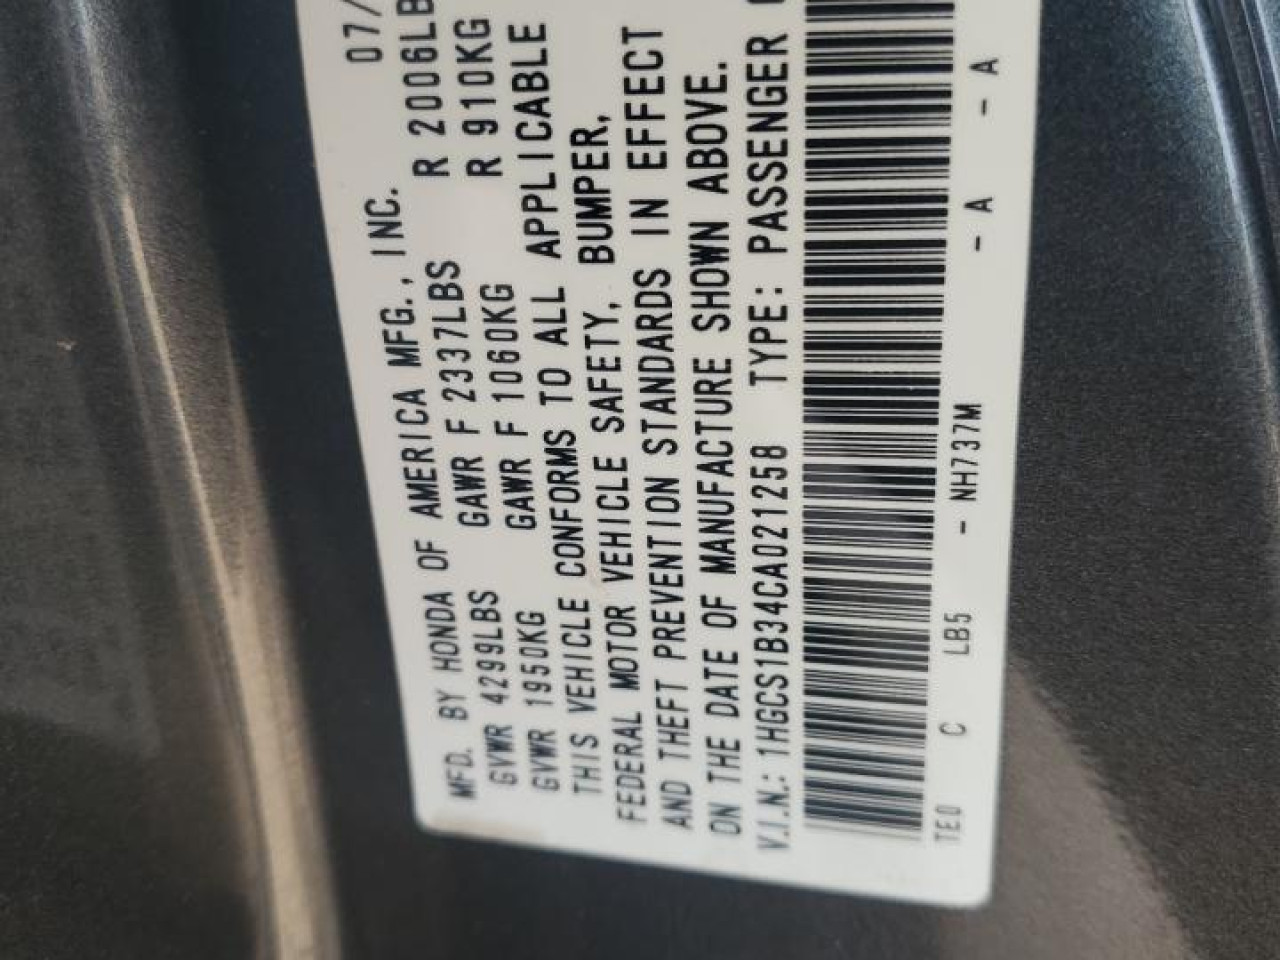 MFD. BY HONDA OF AMERICA MFG., INC. 07/
GVWR 4299LBS GAWR F 2337LBS R 2006LB
GVWR 1950KG GAWR F 1060KG R 910KG
THIS VEHICLE CONFORMS TO ALL APPLICABLE
FEDERAL MOTOR VEHICLE SAFETY, BUMPER,
AND THEFT PREVENTION STANDARDS IN EFFECT
ON THE DATE OF MANUFACTURE SHOWN ABOVE.
V.I.N.: 1HGCS1B34CA021258 TYPE: PASSENGER
TE0 C LB5 - NH737M - A - A